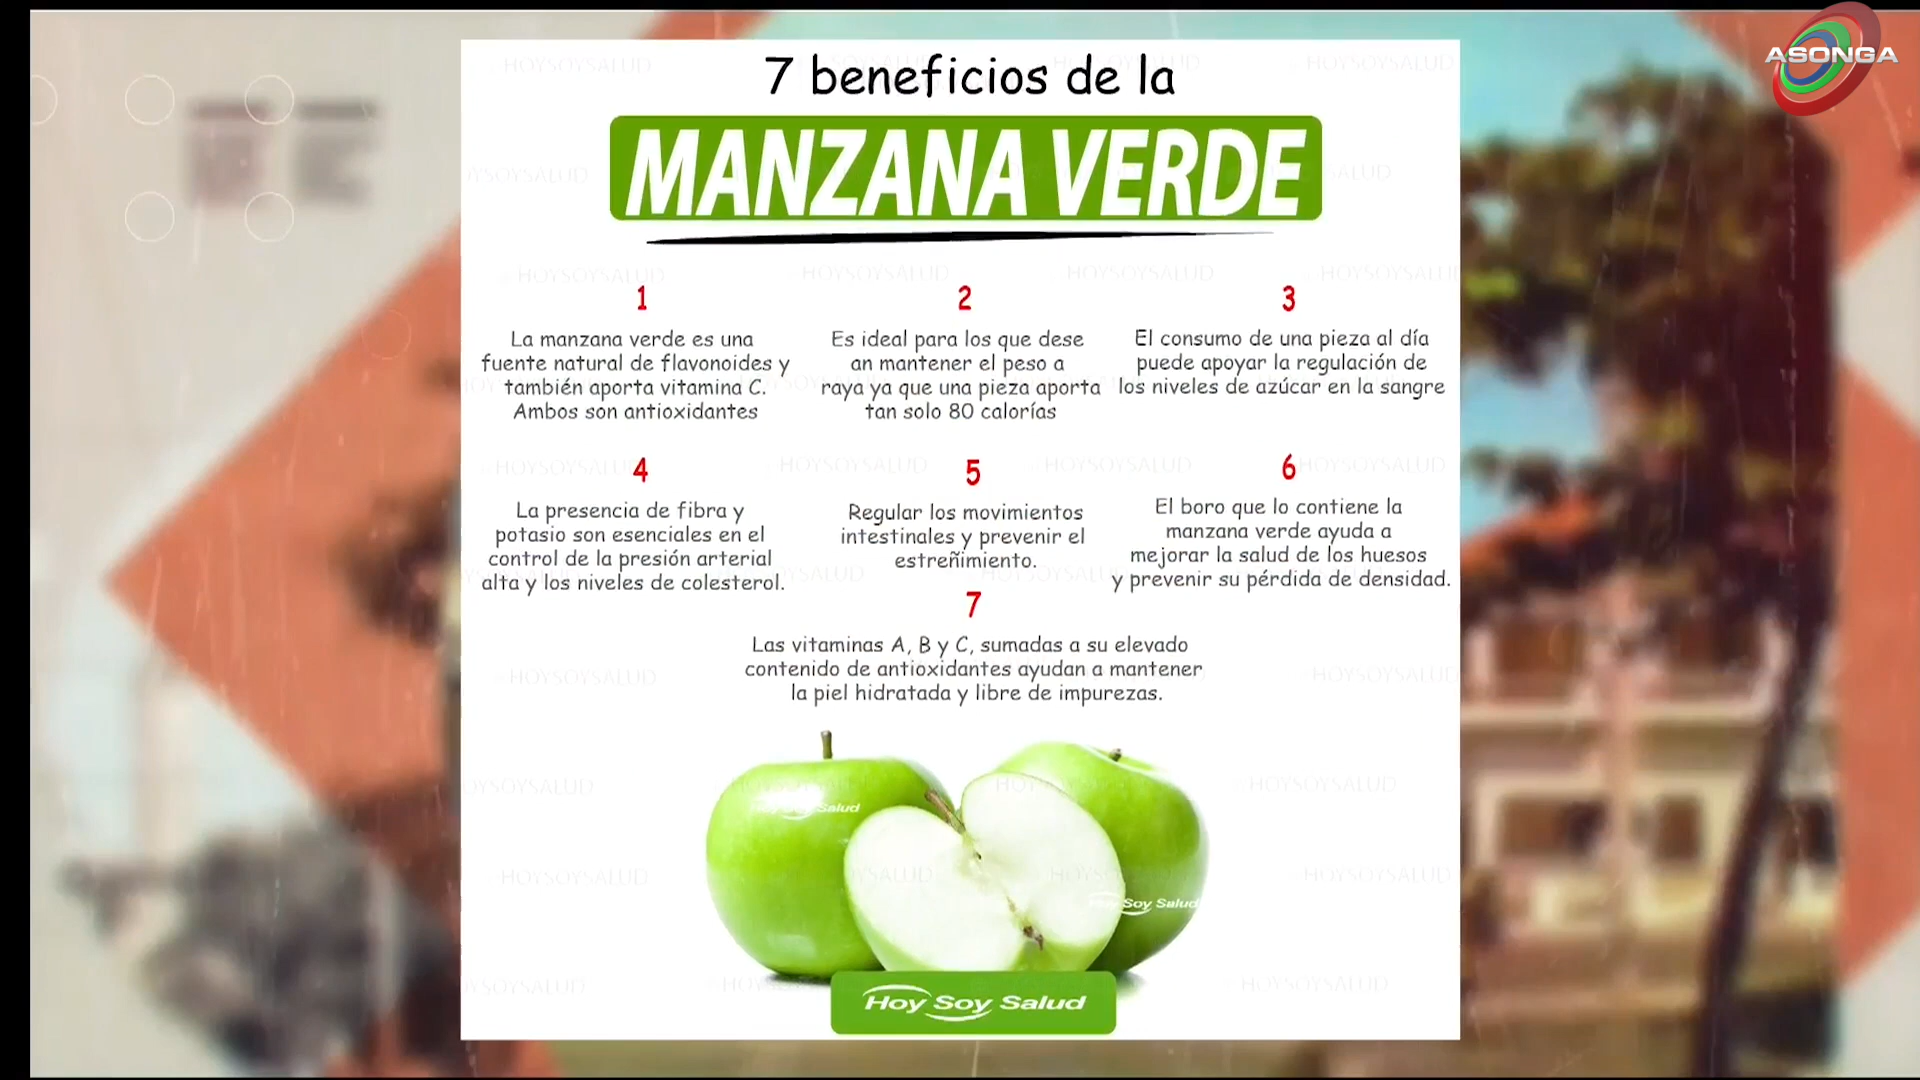 ASONGA
7 beneficios de la
MANZANA VERDE
1
La manzana verde es una
fuente natural de flavonoides y
también aporta vitamina C.
Ambos son antioxidantes
2
Es ideal para los que dese
an mantener el peso a
raya ya que una pieza aporta
tan solo 80 calorías
3
El consumo de una pieza al día
puede apoyar la regulación de
los niveles de azúcar en la sangre
4
La presencia de fibra y
potasio son esenciales en el
control de la presión arterial
alta y los niveles de colesterol.
5
Regular los movimientos
intestinales y prevenir el
estreñimiento.
6
El boro que lo contiene la
manzana verde ayuda a
mejorar la salud de los huesos
y prevenir su pérdida de densidad.
7
Las vitaminas A, B y C, sumadas a su elevado
contenido de antioxidantes ayudan a mantener
la piel hidratada y libre de impurezas.
Hoy Soy Salud
Hoy Soy Salud
Hoy Soy Salud
HOYSOYSALUD